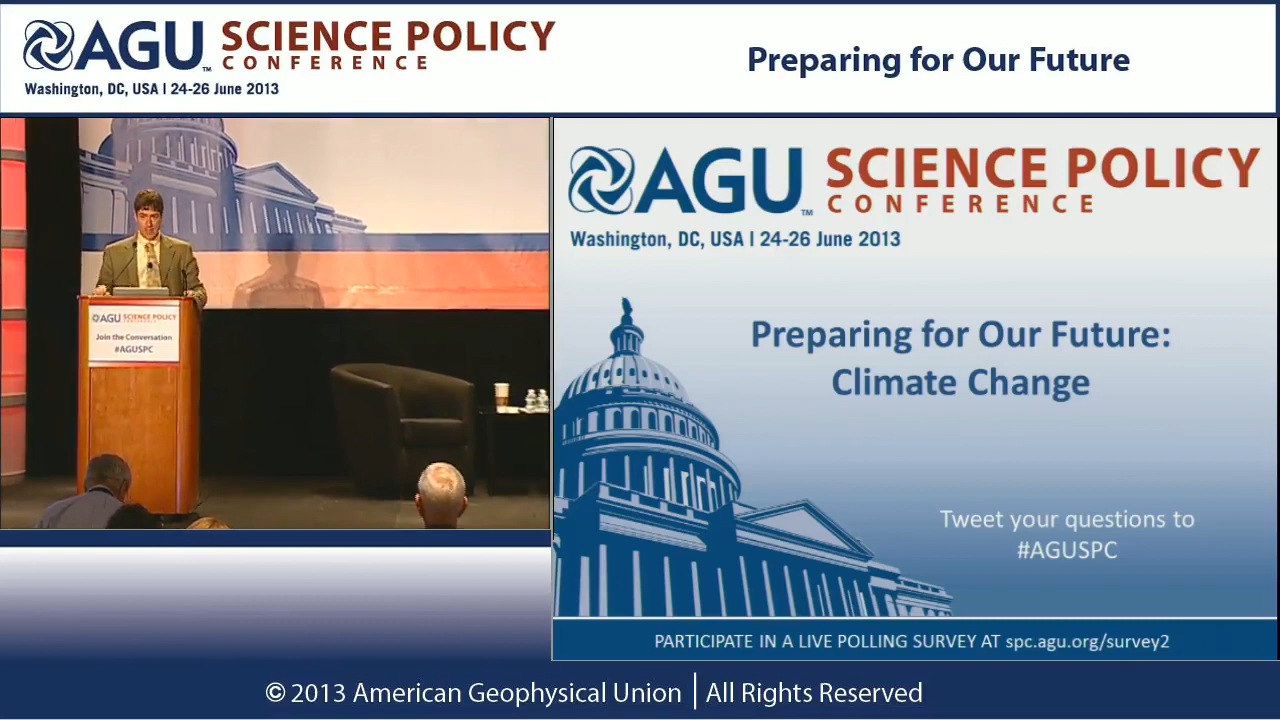 AGU™ SCIENCE POLICY
CONFERENCE
Washington, DC, USA | 24-26 June 2013
Preparing for Our Future
AGU SCIENCE POLICY
CONFERENCE
Join the Conversation
#AGUSPC
AGU™ SCIENCE POLICY
CONFERENCE
Washington, DC, USA | 24-26 June 2013
Preparing for Our Future:
Climate Change
Tweet your questions to
#AGUSPC
PARTICIPATE IN A LIVE POLLING SURVEY AT spc.agu.org/survey2
© 2013 American Geophysical Union | All Rights Reserved